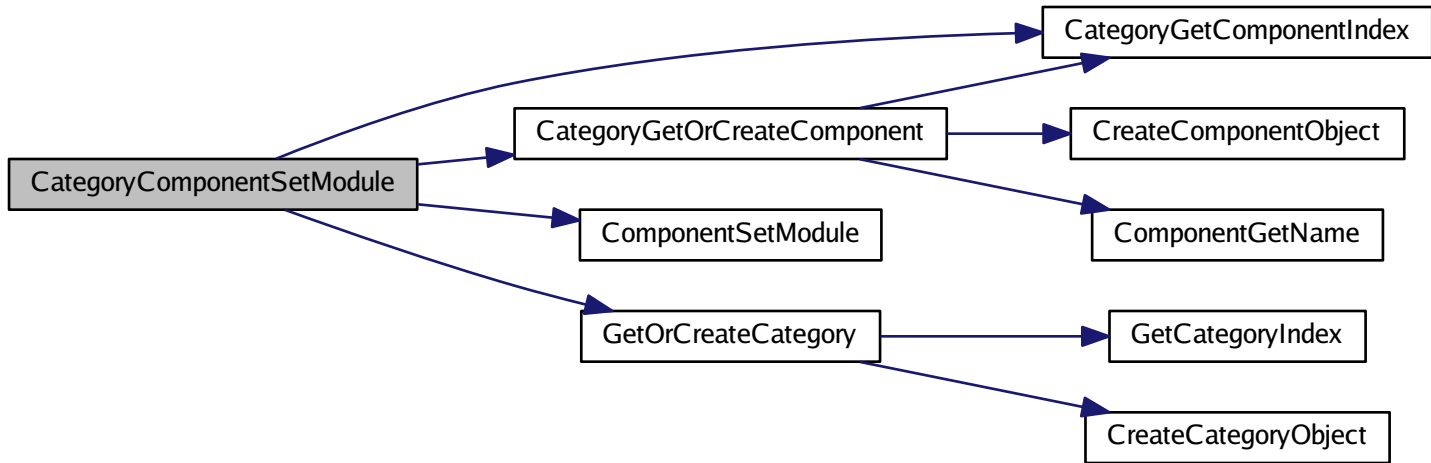 CategoryGetComponentIndex
CategoryGetOrCreateComponent
CreateComponentObject
CategoryComponentSetModule
ComponentSetModule
ComponentGetName
GetOrCreateCategory
GetCategoryIndex
CreateCategoryObject